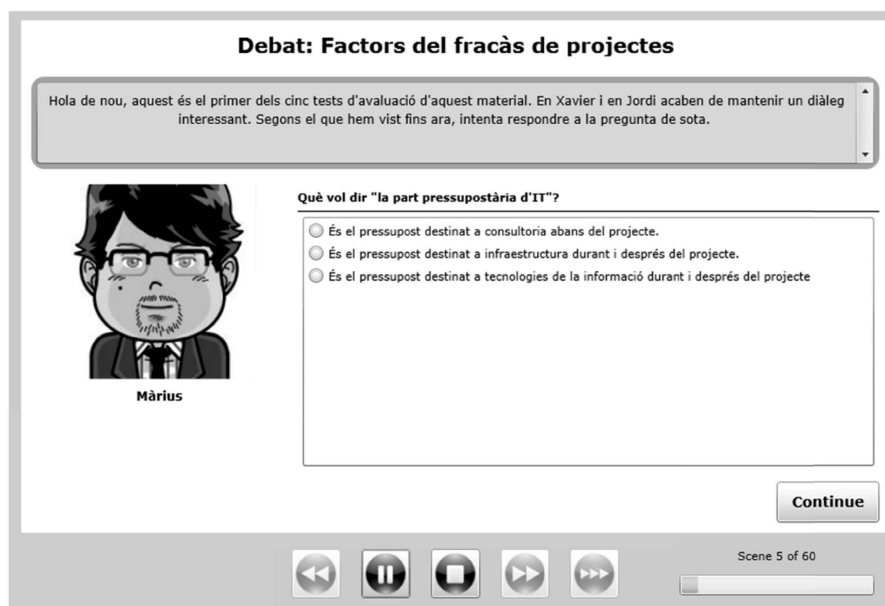 Debat: Factors del fracàs de projectes
Hola de nou, aquest és el primer dels cinc tests d'avaluació d'aquest material. En Xavier i en Jordi acaben de mantenir un diàleg
interessant. Segons el que hem vist fins ara, intenta respondre a la pregunta de sota.
Què vol dir "la part pressupostària d'IT"?
És el pressupost destinat a consultoria abans del projecte.
És el pressupost destinat a infraestructura durant i després del projecte.
És el pressupost destinat a tecnologies de la informació durant i després del projecte
Màrius
Continue
Scene 5 of 60